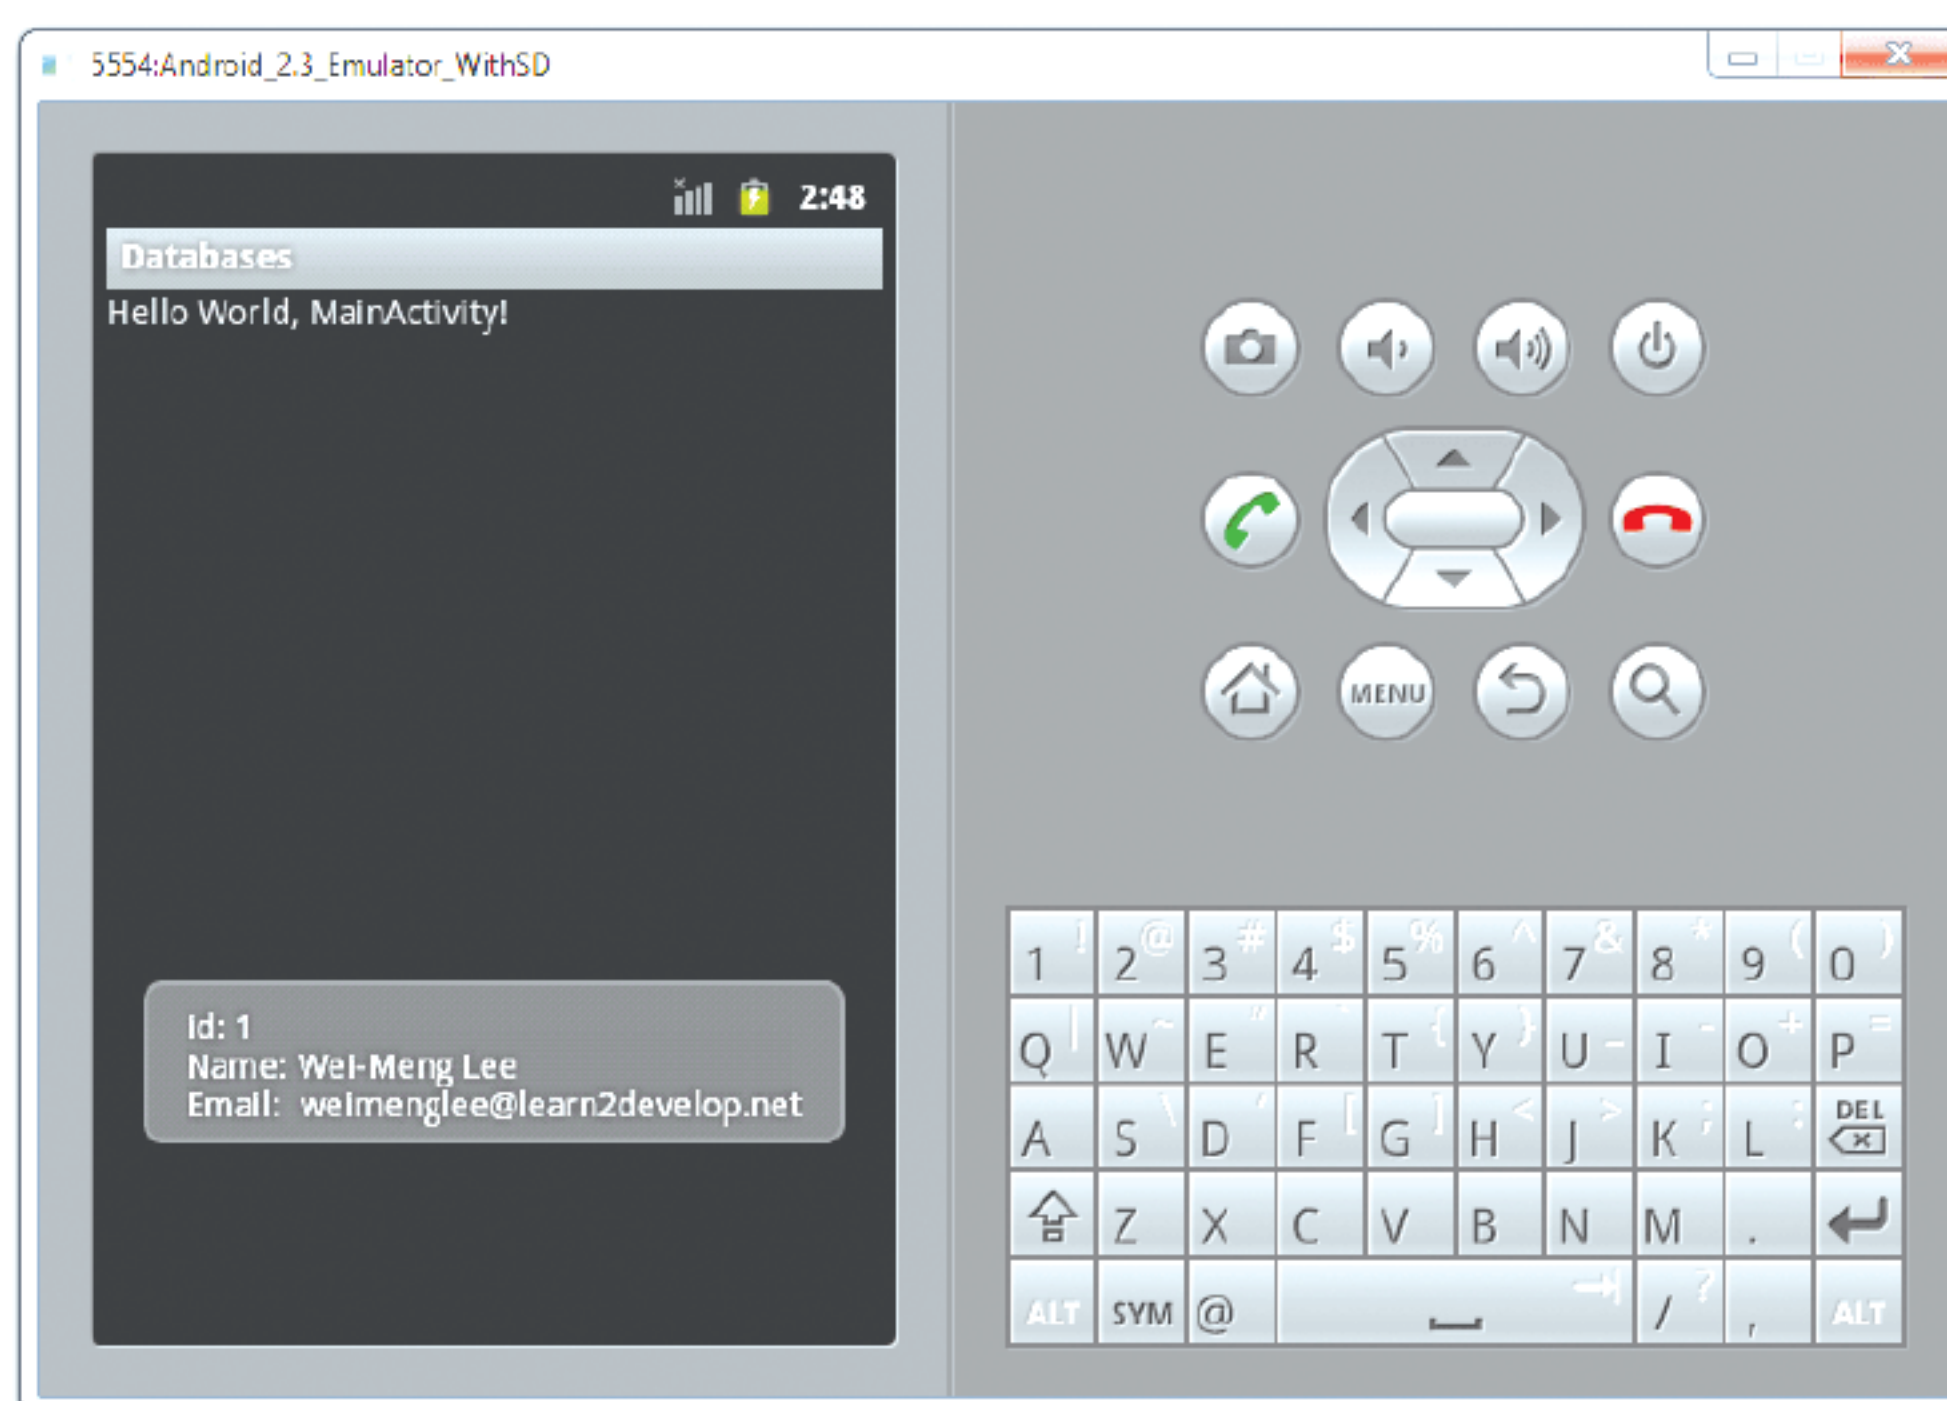 5554:Android_2.3_Emulator_WithSD
2:48
Databases
Hello World, MainActivity!
id: 1
Name: Wei-Meng Lee
Email: weimenglee@learn2develop.net
MENU
1 ! 2 @ 3 # 4 $ 5 % 6 ^ 7 & 8 * 9 ( 0 )
Q | W ~ E " R ` T { Y } U _ I - O + P =
A S \ D ' F [ G ] H < J > K ; L : DEL
Z X C V B N M .
ALT SYM @ / ? , ALT